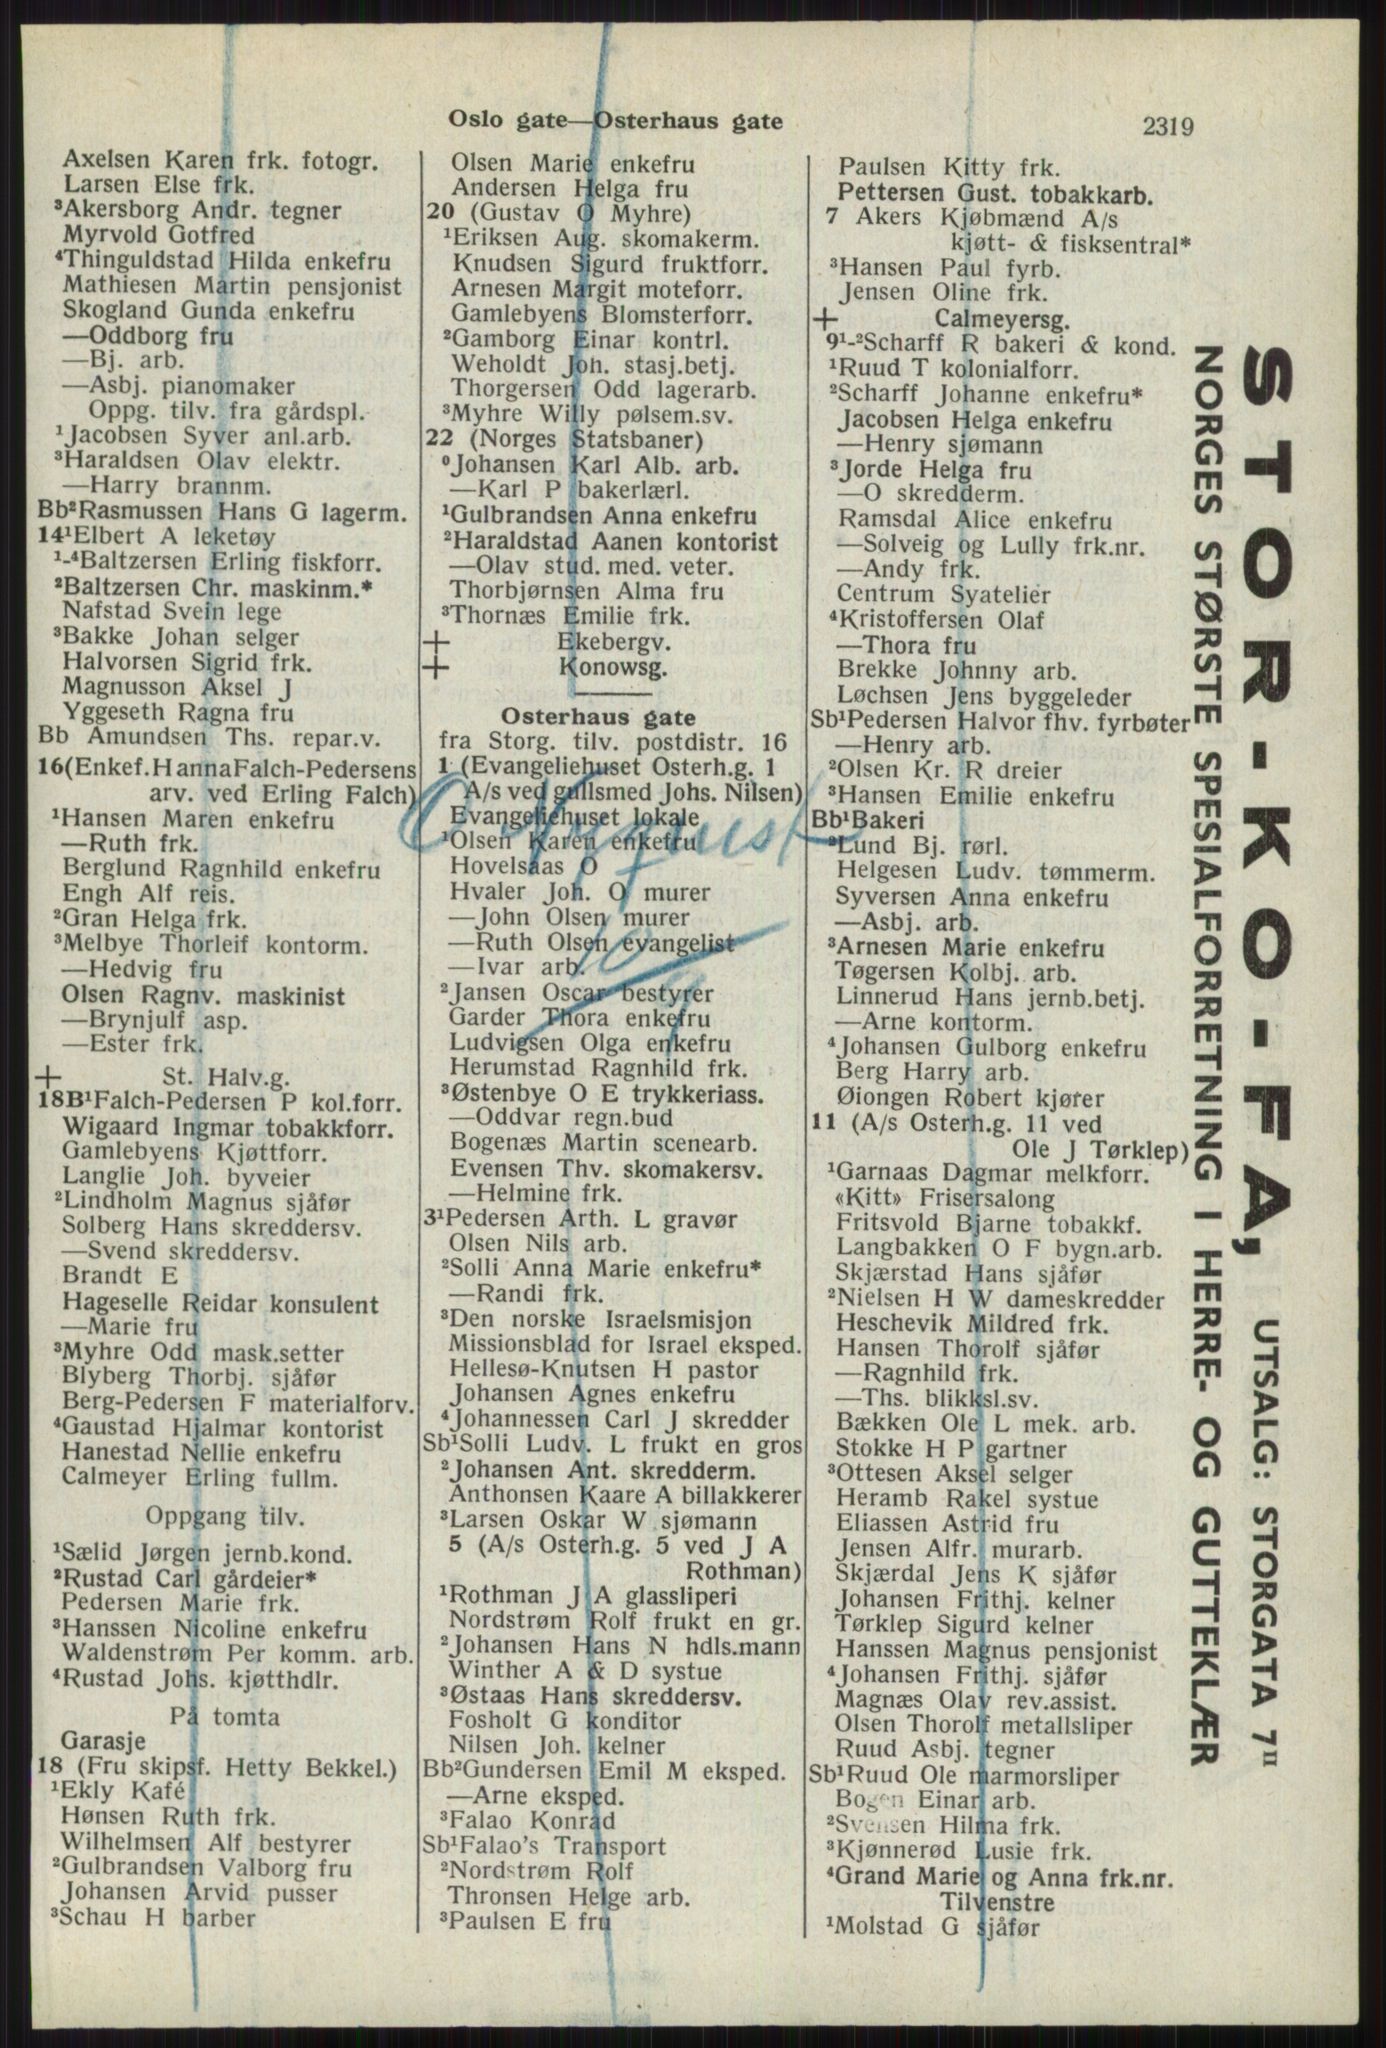 Oslo gate—Osterhaus gate
2319
Axelsen Karen frk. fotogr.
Larsen Else frk.
³Akersborg Andr. tegner
Myrvold Gotfred
⁴Thinguldstad Hilda enkefru
Mathiesen Martin pensjonist
Skogland Gunda enkefru
—Oddborg fru
—Bj. arb.
—Asbj. pianomaker
Oppg. tilv. fra gårdspl.
¹Jacobsen Syver anl.arb.
³Haraldsen Olav elektr.
—Harry brannm.
Bb²Rasmussen Hans G lagerm.
14¹Elbert A leketøy
¹-⁴Baltzersen Erling fiskforr.
²Baltzersen Chr. maskinm.*
Nafstad Svein lege
³Bakke Johan selger
Halvorsen Sigrid frk.
Magnusson Aksel J
Yggeseth Ragna fru
Bb Amundsen Ths. repar.v.
16(Enkef.HannaFalch-Pedersens
arv. ved Erling Falch)
¹Hansen Maren enkefru
—Ruth frk.
Berglund Ragnhild enkefru
Engh Alf reis.
²Gran Helga frk.
³Melbye Thorleif kontorm.
—Hedvig fru
Olsen Ragnv. maskinist
—Brynjulf asp.
—Ester frk.
+ St. Halv.g.
18B¹Falch-Pedersen P kol.forr.
Wigaard Ingmar tobakkforr.
Gamlebyens Kjøttforr.
Langlie Joh. byveier
²Lindholm Magnus sjåfør
Solberg Hans skreddersv.
—Svend skreddersv.
Brandt E
Hageselle Reidar konsulent
—Marie fru
³Myhre Odd mask.setter
Blyberg Thorbj. sjåfør
Berg-Pedersen F materialforv.
⁴Gaustad Hjalmar kontorist
Hanestad Nellie enkefru
Calmeyer Erling fullm.
Oppgang tilv.
¹Sælid Jørgen jernb.kond.
²Rustad Carl gårdeier*
Pedersen Marie frk.
³Hanssen Nicoline enkefru
Waldenstrøm Per komm. arb.
⁴Rustad Johs. kjøtthdlr.
På tomta
Garasje
18 (Fru skipsf. Hetty Bekkel.)
¹Ekly Kafé
Hønsen Ruth frk.
Wilhelmsen Alf bestyrer
²Gulbrandsen Valborg fru
Johansen Arvid pusser
³Schau H barber
Olsen Marie enkefru
Andersen Helga fru
20 (Gustav O Myhre)
¹Eriksen Aug. skomakerm.
Knudsen Sigurd fruktforr.
Arnesen Margit moteforr.
Gamlebyens Blomsterforr.
²Gamborg Einar kontrl.
Weholdt Joh. stasj.betj.
Thorgersen Odd lagerarb.
³Myhre Willy pølsem.sv.
22 (Norges Statsbaner)
⁰Johansen Karl Alb. arb.
—Karl P bakerlærl.
¹Gulbrandsen Anna enkefru
²Haraldstad Aanen kontorist
—Olav stud. med. veter.
Thorbjørnsen Alma fru
³Thornæs Emilie frk.
+ Ekebergv.
+ Konowsg.
Osterhaus gate
fra Storg. tilv. postdistr. 16
1 (Evangeliehuset Osterh.g. 1
A/s ved gullsmed Johs. Nilsen)
Evangeliehuset lokale
¹Olsen Karen enkefru
Hovelsaas O
Hvaler Joh. O murer
—John Olsen murer
—Ruth Olsen evangelist
—Ivar arb.
²Jansen Oscar bestyrer
Garder Thora enkefru
Ludvigsen Olga enkefru
Herumstad Ragnhild frk.
³Østenbye O E trykkeriass.
—Oddvar regn.bud
Bogenæs Martin scenearb.
Evensen Thv. skomakersv.
—Helmine frk.
3¹Pedersen Arth. L gravør
Olsen Nils arb.
²Solli Anna Marie enkefru*
—Randi frk.
³Den norske Israelsmisjon
Missionsblad for Israel eksped.
Hellesø-Knutsen H pastor
Johansen Agnes enkefru
⁴Johannessen Carl J skredder
Sb¹Solli Ludv. L frukt en gros
²Johansen Ant. skredderm.
Anthonsen Kaare A billakkerer
³Larsen Oskar W sjømann
5 (A/s Osterh.g. 5 ved J A
Rothman)
¹Rothman J A glassliperi
Nordstrøm Rolf frukt en gr.
²Johansen Hans N hdls.mann
Winther A & D systue
³Østaas Hans skreddersv.
Fosholt G konditor
Nilsen Joh. kelner
Bb²Gundersen Emil M eksped.
—Arne eksped.
³Falao Konrad
Sb¹Falao's Transport
²Nordstrøm Rolf
Thronsen Helge arb.
³Paulsen E fru
Paulsen Kitty frk.
Pettersen Gust. tobakkarb.
7 Akers Kjøbmænd A/s
kjøtt- & fisksentral*
³Hansen Paul fyrb.
Jensen Oline frk.
+ Calmeyersg.
9¹-²Scharff R bakeri & kond.
¹Ruud T kolonialforr.
²Scharff Johanne enkefru*
Jacobsen Helga enkefru
—Henry sjømann
³Jorde Helga fru
—O skredderm.
Ramsdal Alice enkefru
—Solveig og Lully frk.nr.
—Andy frk.
Centrum Syatelier
⁴Kristoffersen Olaf
—Thora fru
Brekke Johnny arb.
Løchsen Jens byggeleder
Sb¹Pedersen Halvor fhv. fyrbøter
—Henry arb.
²Olsen Kr. R dreier
³Hansen Emilie enkefru
Bb¹Bakeri
²Lund Bj. rørl.
Helgesen Ludv. tømmerm.
Syversen Anna enkefru
—Asbj. arb.
³Arnesen Marie enkefru
Tøgersen Kolbj. arb.
Linnerud Hans jernb.betj.
—Arne kontorm.
⁴Johansen Gulborg enkefru
Berg Harry arb.
Øiongen Robert kjører
11 (A/s Osterh.g. 11 ved
Ole J Tørklep)
¹Garnaas Dagmar melkforr.
«Kitt» Frisersalong
Fritsvold Bjarne tobakkf.
Langbakken O F bygn.arb.
Skjærstad Hans sjåfør
²Nielsen H W dameskredder
Heschevik Mildred frk.
Hansen Thorolf sjåfør
—Ragnhild frk.
—Ths. blikksl.sv.
Bækken Ole L mek. arb.
Stokke H P gartner
³Ottesen Aksel selger
Heramb Rakel systue
Eliassen Astrid fru
Jensen Alfr. murarb.
Skjærdal Jens K sjåfør
Johansen Frithj. kelner
Tørklep Sigurd kelner
Hanssen Magnus pensjonist
⁴Johansen Frithj. sjåfør
Magnæs Olav rev.assist.
Olsen Thorolf metallsliper
Ruud Asbj. tegner
Sb¹Ruud Ole marmorsliper
Bogen Einar arb.
²Svensen Hilma frk.
³Kjønnerød Lusie frk.
⁴Grand Marie og Anna frk.nr.
Tilvenstre
¹Molstad G sjåfør
STOR-KO-FA, UTSALG: STORGATA 7"
NORGES STØRSTE SPESIALFORRETNING I HERRE- OG GUTTEKLÆR
August